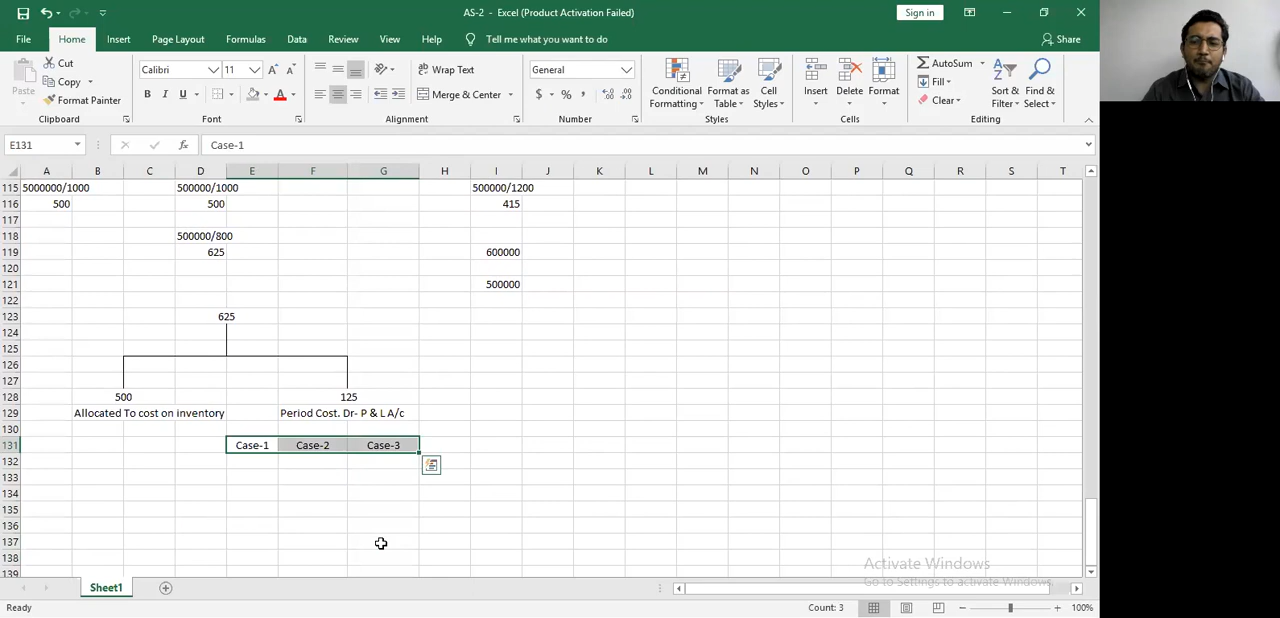 AS-2 - Excel (Product Activation Failed)
Sign in
File Home Insert Page Layout Formulas Data Review View Help Tell me what you want to do Share
Paste
Cut
Copy
Format Painter
Calibri 11
B I U
A A A
Wrap Text
Merge & Center
General
$ % ,
Conditional Formatting
Format as Table
Cell Styles
Insert
Delete
Format
AutoSum
Fill
Clear
Sort & Filter
Find & Select
Clipboard Font Alignment Number Styles Cells Editing
E131 fx Case-1
A B C D E F G H I J K L M N O P Q R S T
115 5000000/1000 500000/1000 500000/1200
116 500 500 415
117
118 500000/800
119 625 600000
120
121 500000
122
123 625
124
125
126
127
128 500 125
129 Allocated To cost on inventory Period Cost. Dr- P & L A/c
130
131 Case-1 Case-2 Case-3
132
133
134
135
136
137
138
139
Activate Windows
Go to Settings to activate Windows.
Sheet1
Ready Count: 3 100%